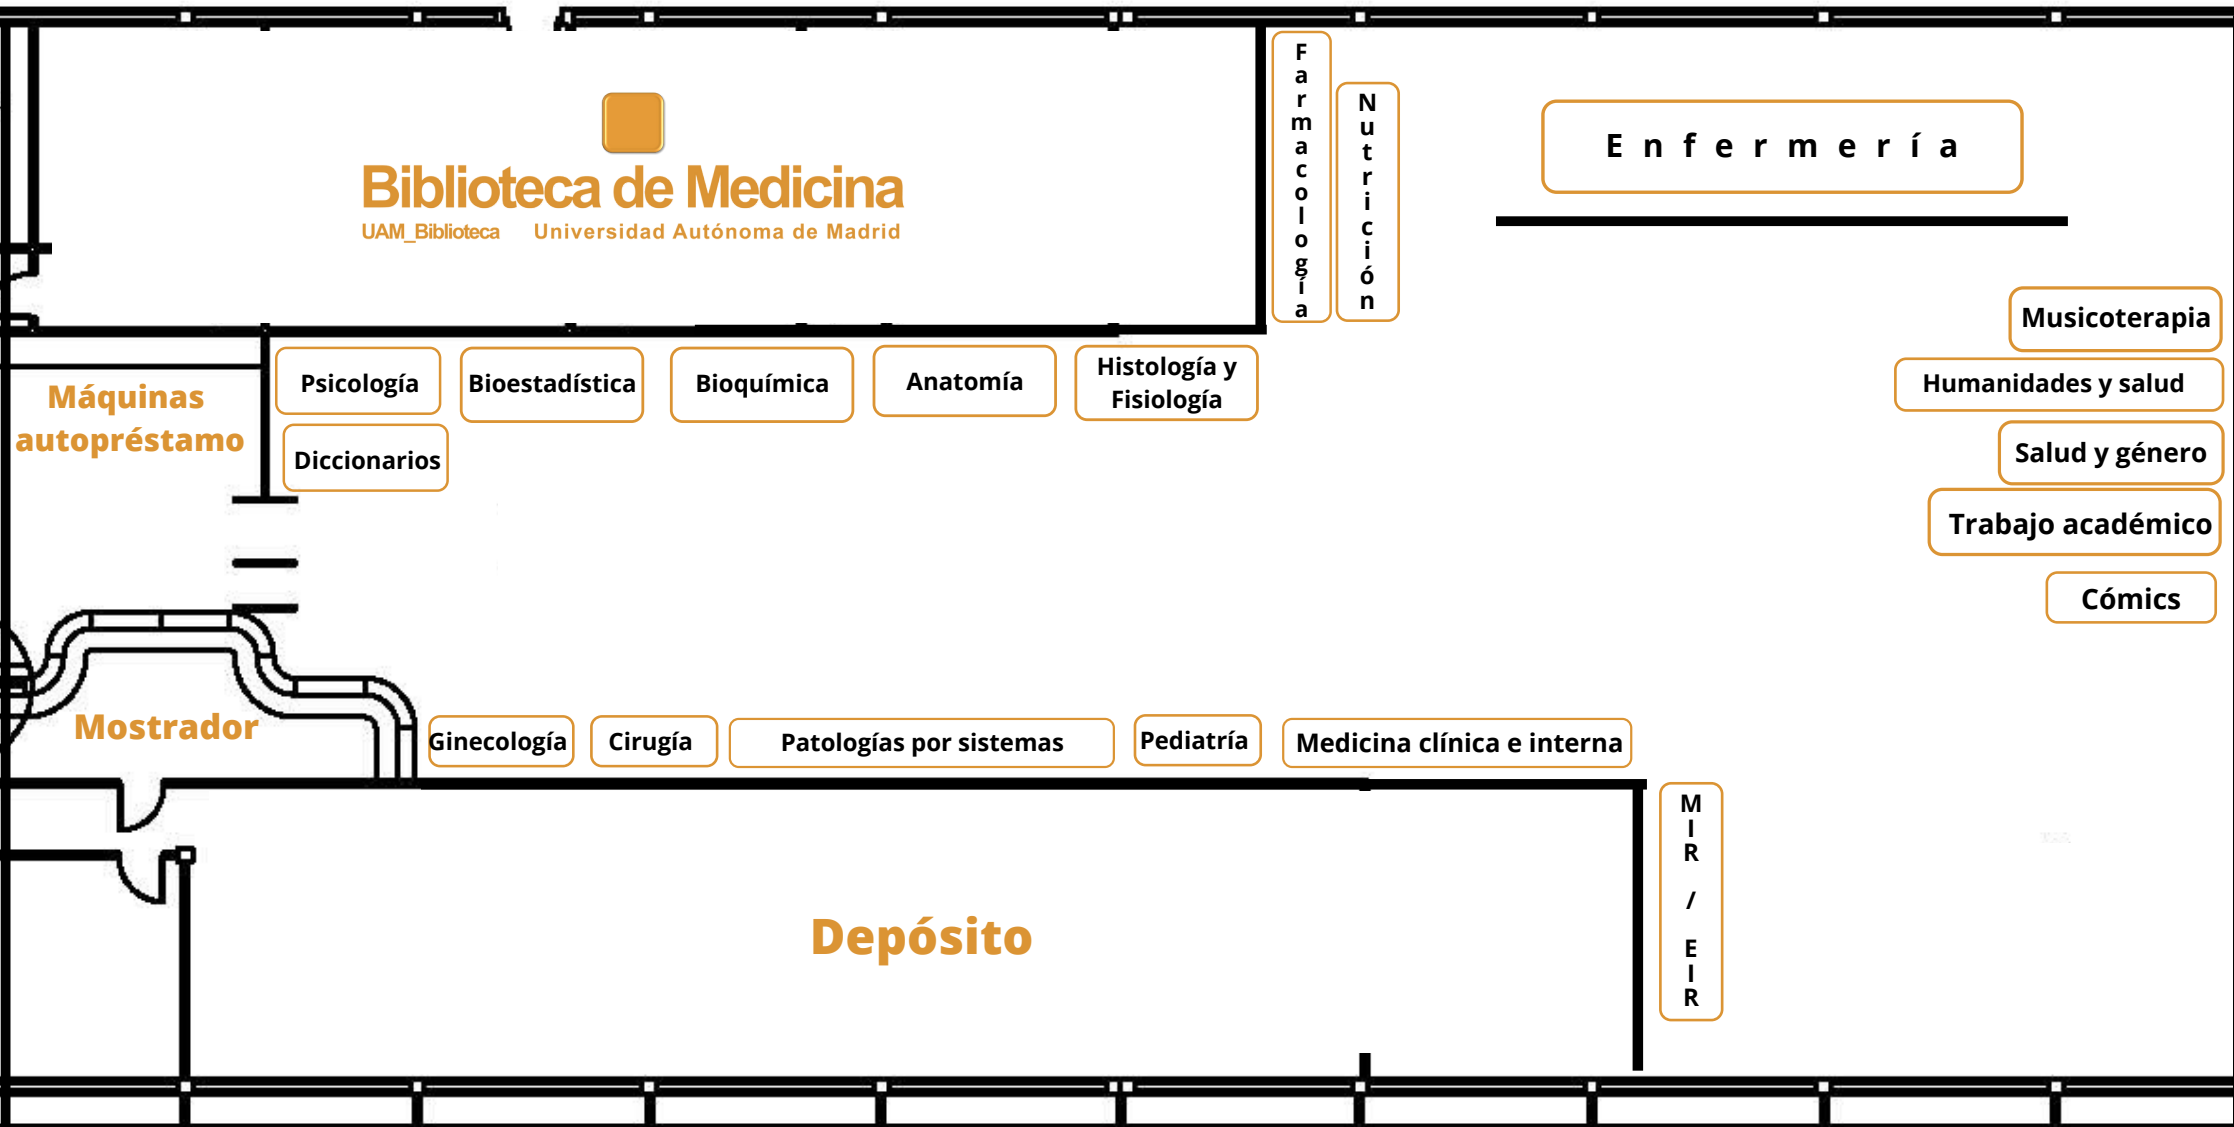 Biblioteca de Medicina
UAM_Biblioteca Universidad Autónoma de Madrid
Farmacología
Nutrición
Enfermería
Musicoterapia
Humanidades y salud
Salud y género
Trabajo académico
Cómics
Máquinas
autopréstamo
Psicología
Bioestadística
Bioquímica
Anatomía
Histología y
Fisiología
Diccionarios
Mostrador
Ginecología
Cirugía
Patologías por sistemas
Pediatría
Medicina clínica e interna
MIR / EIR
Depósito